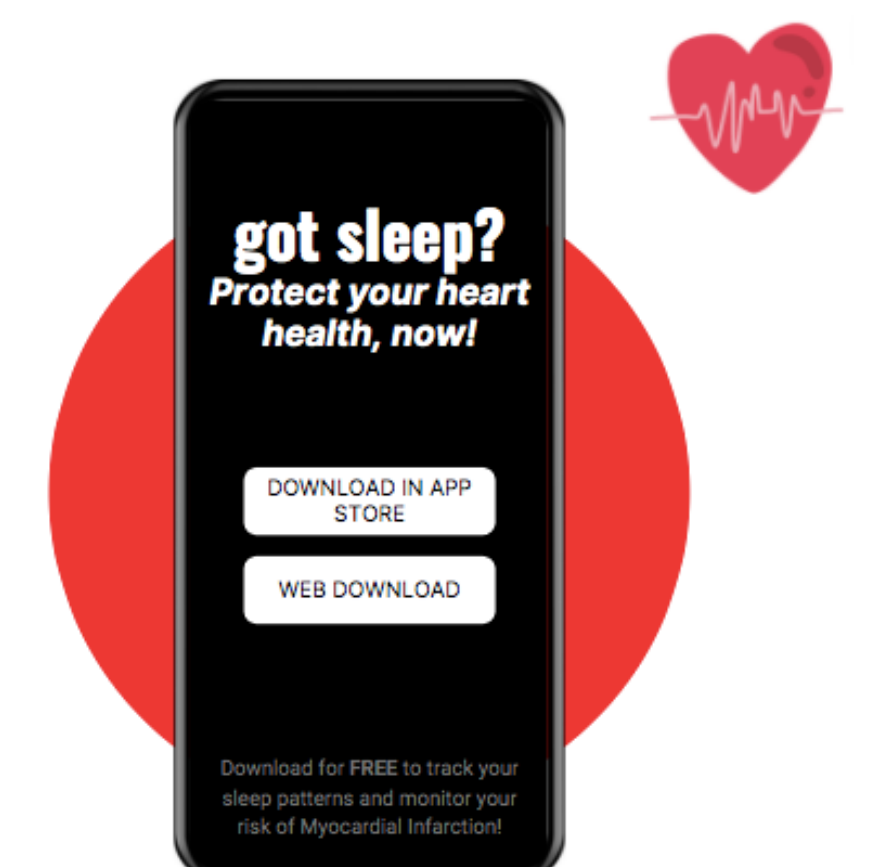 got sleep?
Protect your heart
health, now!
DOWNLOAD IN APP
STORE
WEB DOWNLOAD
Download for FREE to track your
sleep patterns and monitor your
risk of Myocardial Infarction!